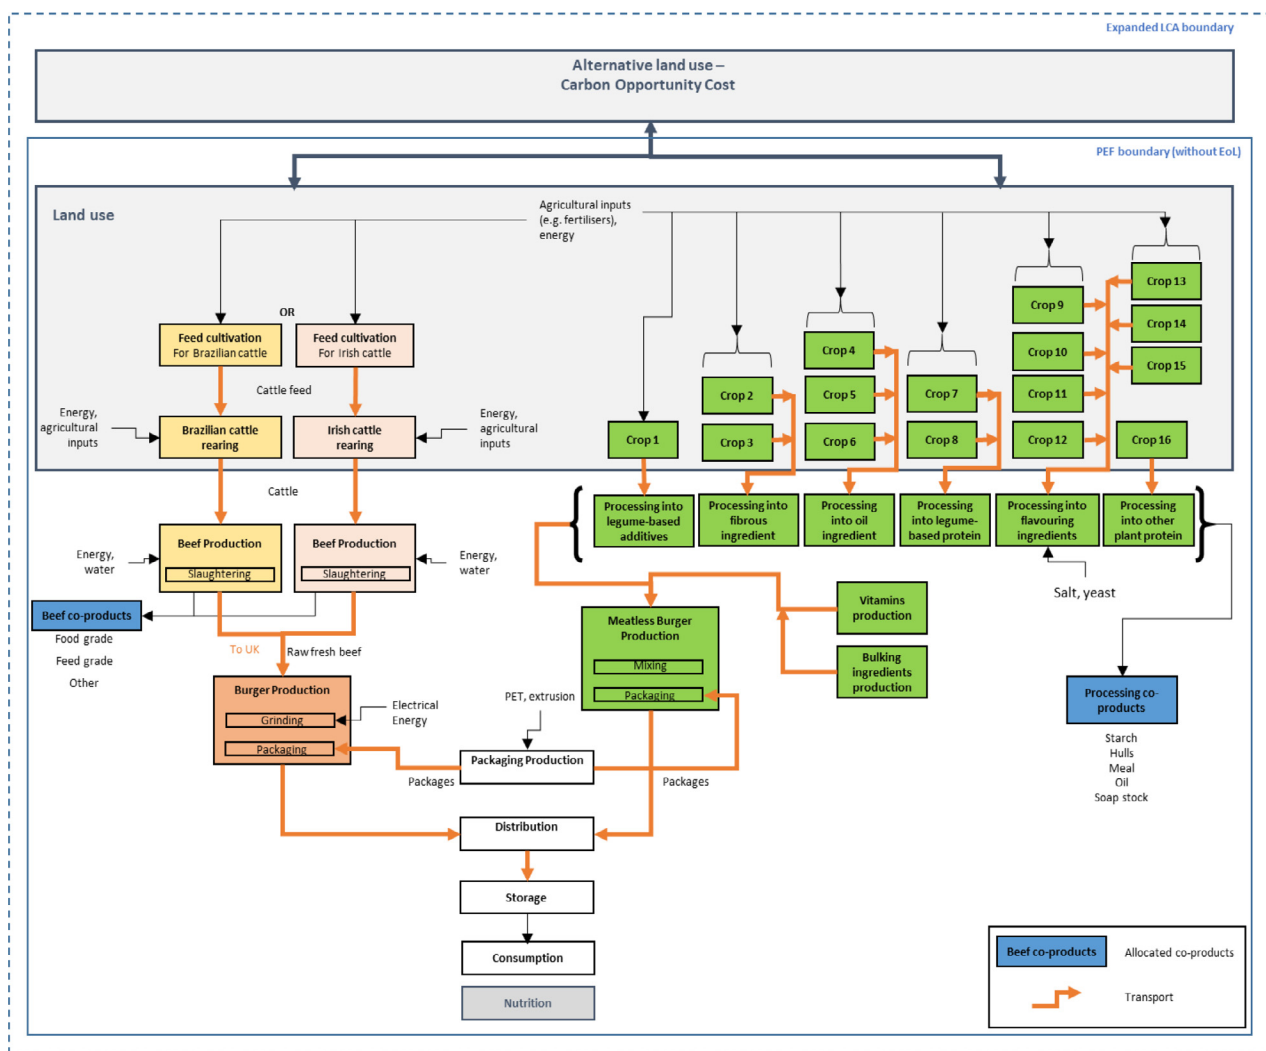 Expanded LCA boundary
Alternative land use –
Carbon Opportunity Cost
PEF boundary (without EoL)
Land use
Agricultural inputs
(e.g. fertilisers),
energy
OR
Feed cultivation
For Brazilian cattle
Feed cultivation
For Irish cattle
Cattle feed
Energy,
agricultural
inputs
Brazilian cattle
rearing
Irish cattle
rearing
Energy,
agricultural
inputs
Crop 1
Crop 2
Crop 3
Crop 4
Crop 5
Crop 6
Crop 7
Crop 8
Crop 9
Crop 10
Crop 11
Crop 12
Crop 13
Crop 14
Crop 15
Crop 16
Cattle
Processing into
legume-based
additives
Processing into
fibrous
ingredient
Processing
into oil
ingredient
Processing
into legume-
based protein
Processing into
flavouring
ingredients
Processing
into other
plant protein
Energy,
water
Beef Production
Slaughtering
Beef Production
Slaughtering
Energy,
water
Salt, yeast
Beef co-products
Food grade
Feed grade
Other
To UK
Raw fresh beef
Meatless Burger
Production
Mixing
Packaging
Vitamins
production
Bulking
ingredients
production
Burger Production
Grinding
Packaging
Electrical
Energy
PET, extrusion
Packaging Production
Packages
Packages
Processing co-
products
Starch
Hulls
Meal
Oil
Soap stock
Distribution
Storage
Consumption
Nutrition
Beef co-products
Allocated co-products
Transport